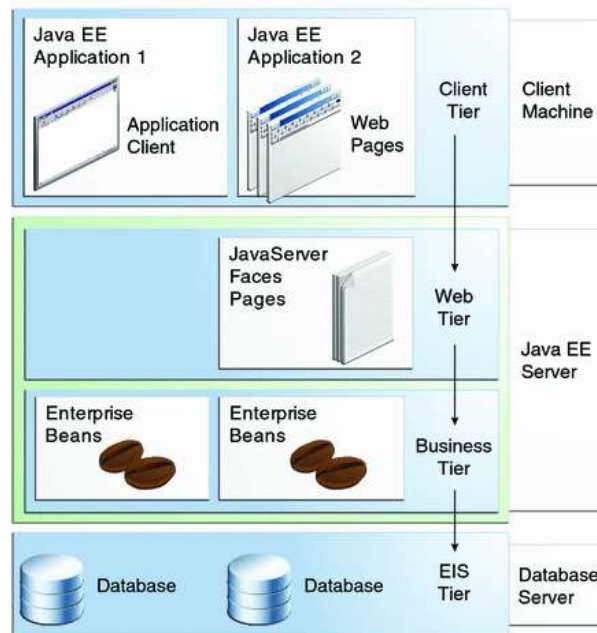 Java EE
Application 1
Application
Client
Java EE
Application 2
Web
Pages
Client
Tier
Client
Machine
JavaServer
Faces
Pages
Web
Tier
Java EE
Server
Enterprise
Beans
Enterprise
Beans
Business
Tier
Database
Database
EIS
Tier
Database
Server